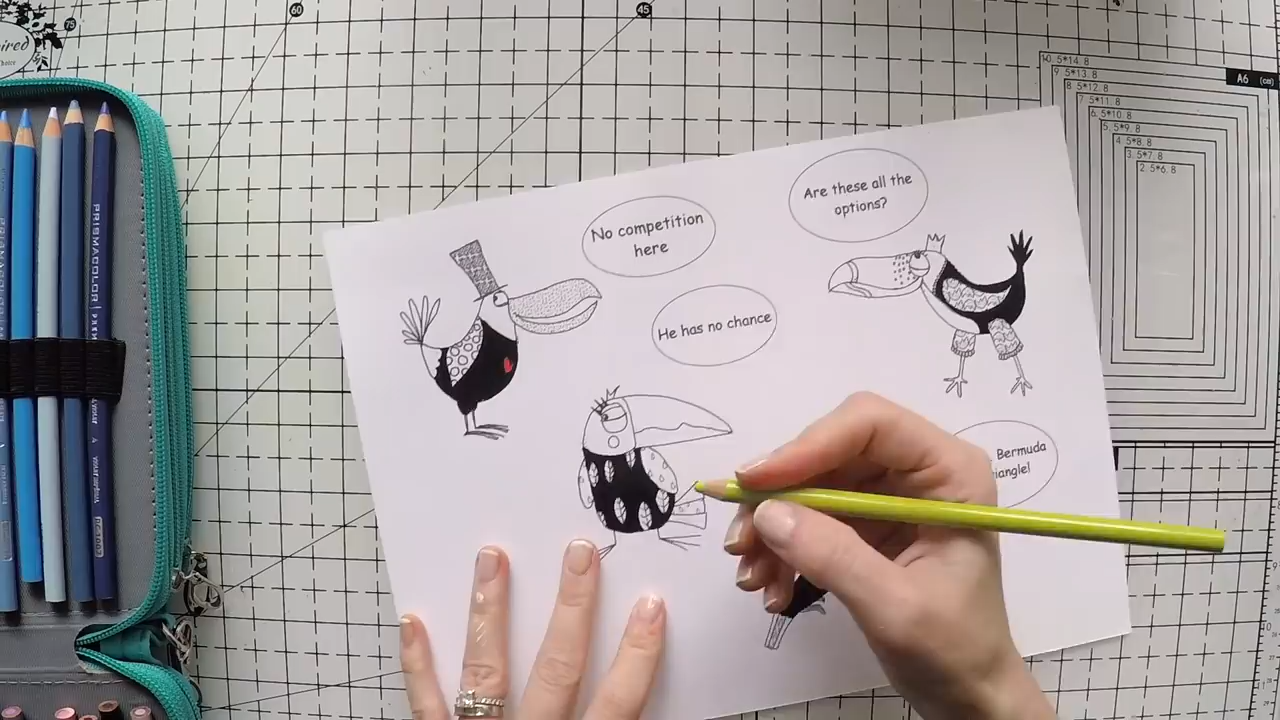 60
45
75
A6 (cm)
10. 5*14. 8
9. 5*13. 8
8. 5*12. 8
7. 5*11. 8
6. 5*10. 8
5. 5*9. 8
4. 5*8. 8
3. 5*7. 8
2. 5*6. 8
No competition
here
Are these all the
options?
He has no chance
Bermuda
PRISMACOLOR